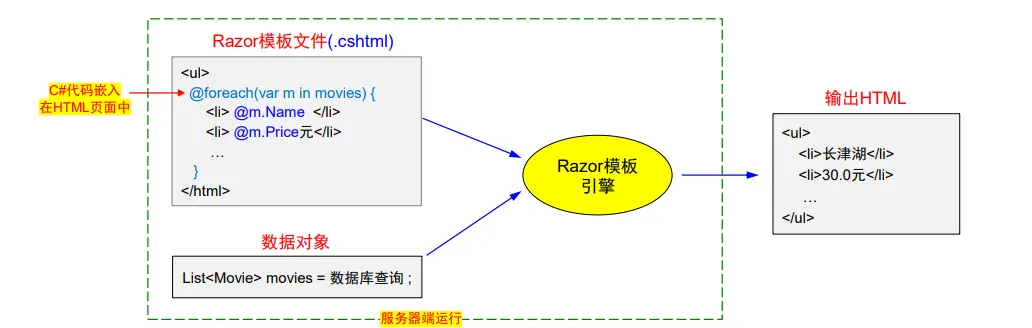 Razor模板文件(.cshtml)
C#代码嵌入
在HTML页面中
<ul>
@foreach(var m in movies) {
<li> @m.Name </li>
<li> @m.Price元</li>
…
}
</html>
数据对象
List<Movie> movies = 数据库查询 ;
服务器端运行
Razor模板
引擎
输出HTML
<ul>
<li>长津湖</li>
<li>30.0元</li>
…
</ul>